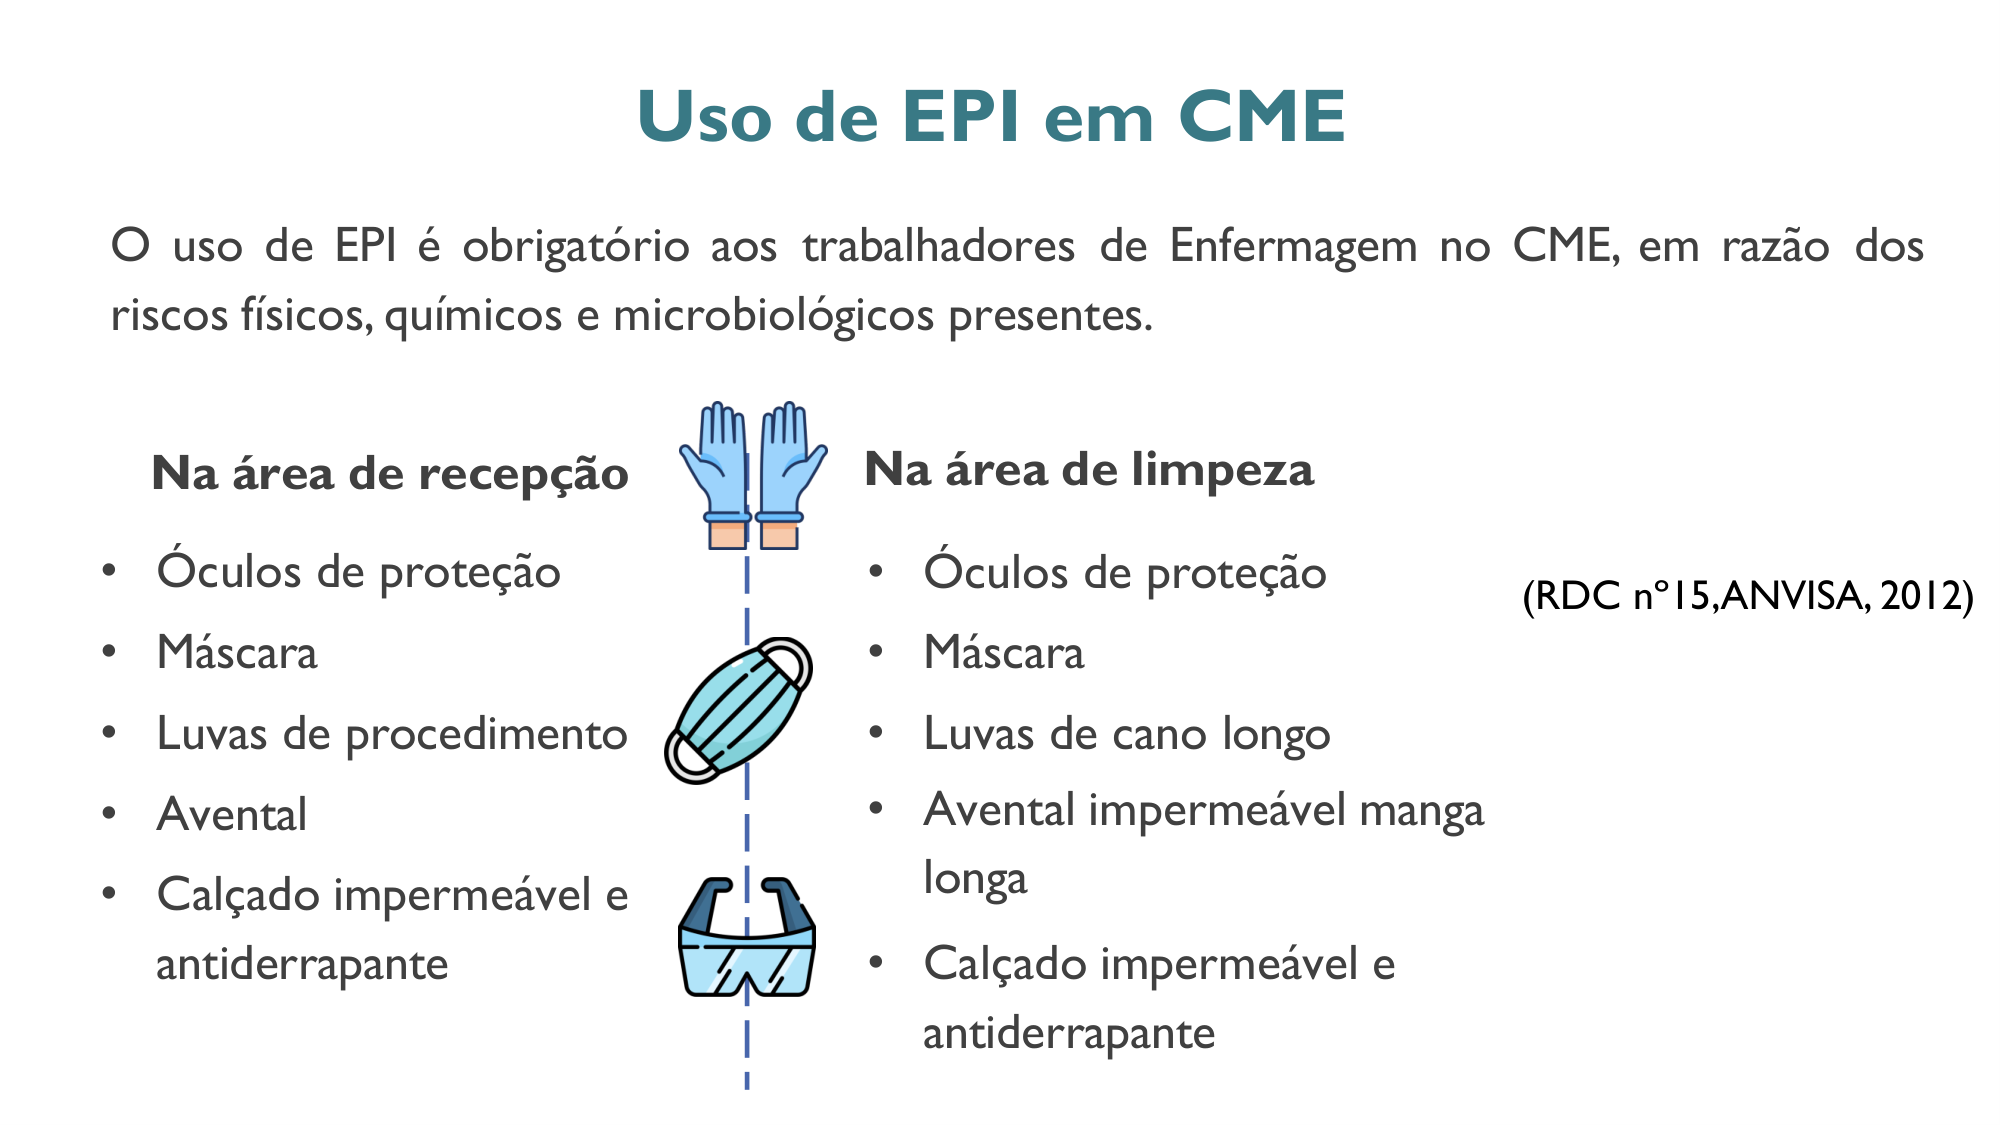 Uso de EPI em CME
O uso de EPI é obrigatório aos trabalhadores de Enfermagem no CME, em razão dos
riscos físicos, químicos e microbiológicos presentes.
Na área de recepção
• Óculos de proteção
• Máscara
• Luvas de procedimento
• Avental
• Calçado impermeável e
antiderrapante
Na área de limpeza
• Óculos de proteção
• Máscara
• Luvas de cano longo
• Avental impermeável manga
longa
• Calçado impermeável e
antiderrapante
(RDC nº15, ANVISA, 2012)